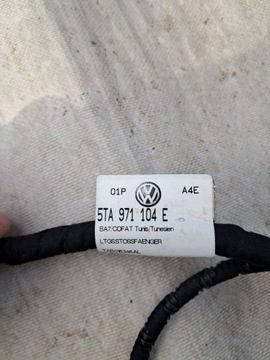 01P A4E
5TA 971 104 E
BAZ/COFAT Tunis/Tunesien
LTGSSTOSSFAENGER